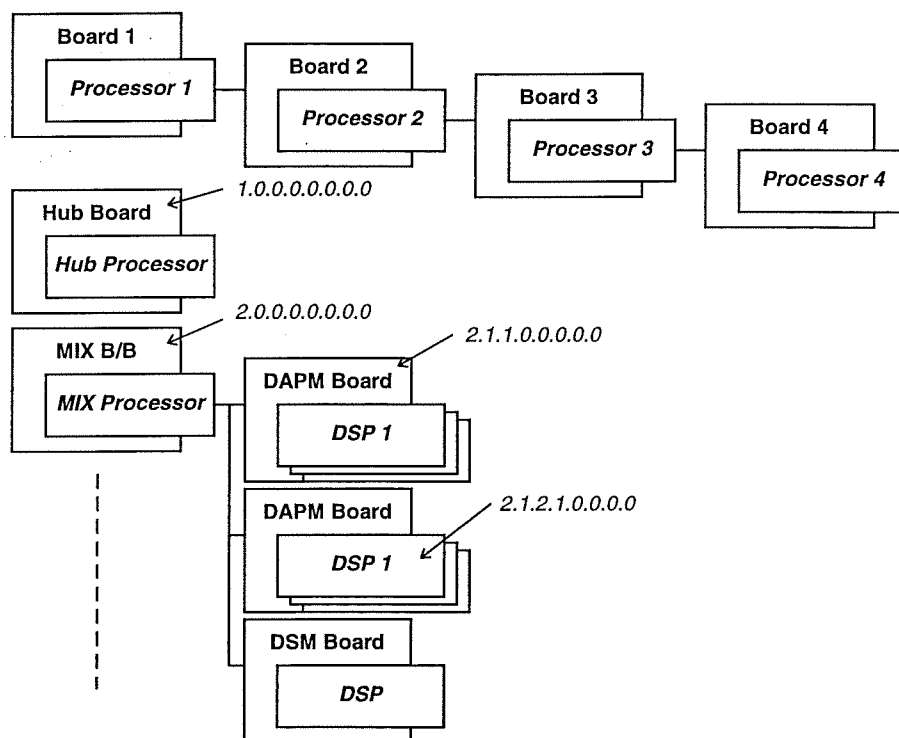 Board 1
Processor 1
Board 2
Processor 2
Board 3
Processor 3
Board 4
Processor 4
1.0.0.0.0.0.0.0
Hub Board
Hub Processor
2.0.0.0.0.0.0.0
MIX B/B
MIX Processor
2.1.1.0.0.0.0.0
DAPM Board
DSP 1
2.1.2.1.0.0.0.0
DAPM Board
DSP 1
DSM Board
DSP